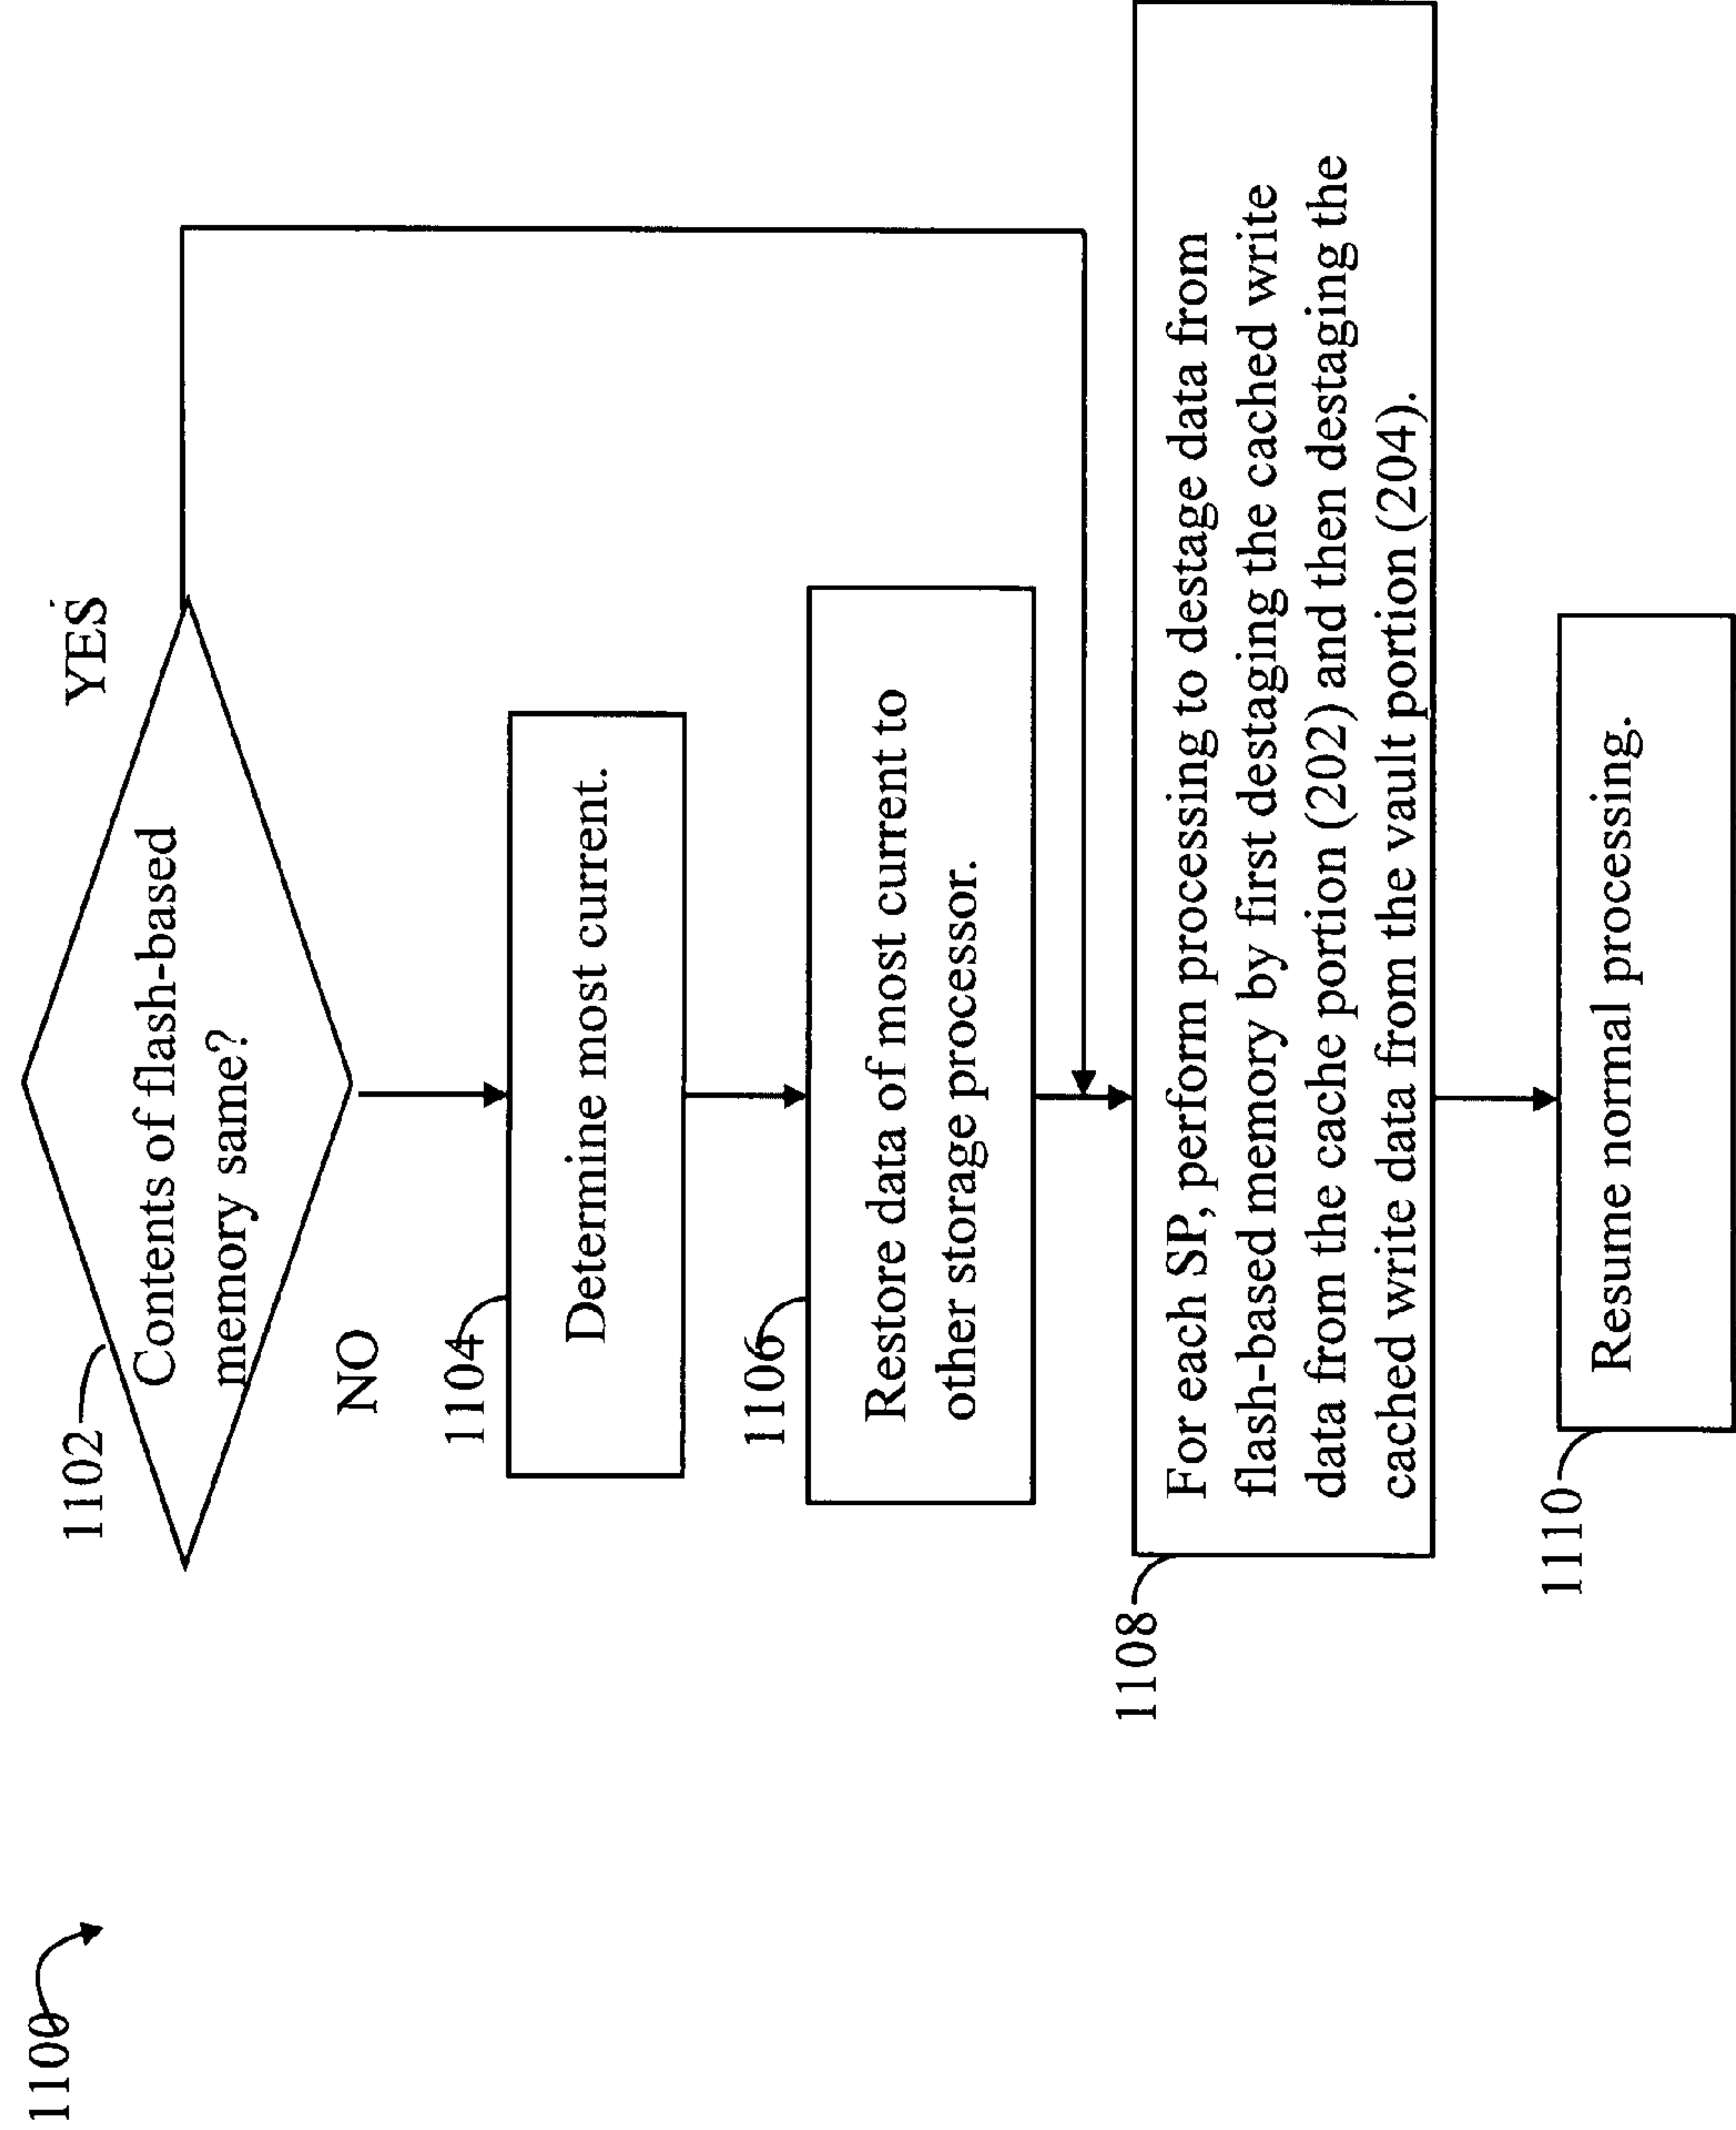 1100
1102
Contents of flash-based
memory same?
YES
NO
1104
Determine most current.
1106
Restore data of most current to
other storage processor.
1108
For each SP, perform processing to destage data from
flash-based memory by first destaging the cached write
data from the cache portion (202) and then destaging the
cached write data from the vault portion (204).
1110
Resume normal processing.